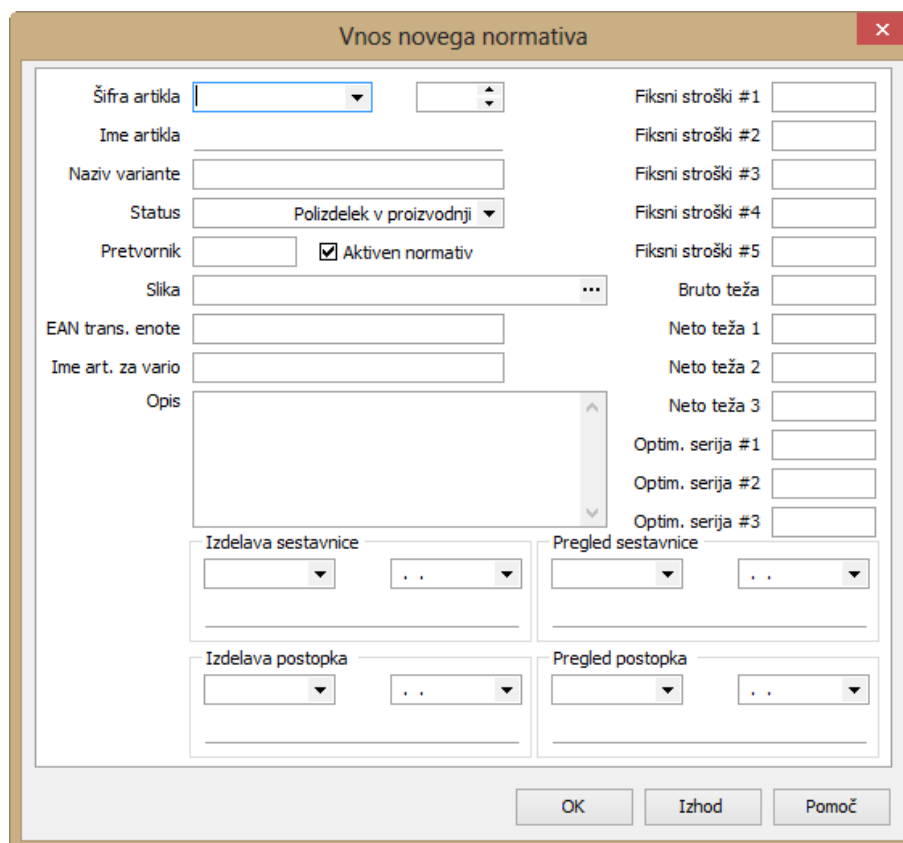 Vnos novega normativa
Šifra artikla
Ime artikla
Naziv variante
Status Polizdelek v proizvodnji
Pretvornik Aktiven normativ
Slika ...
EAN trans. enote
Ime art. za vario
Opis
Fiksni stroški #1
Fiksni stroški #2
Fiksni stroški #3
Fiksni stroški #4
Fiksni stroški #5
Bruto teža
Neto teža 1
Neto teža 2
Neto teža 3
Optim. serija #1
Optim. serija #2
Optim. serija #3
Izdelava sestavnice
. .
Pregled sestavnice
. .
Izdelava postopka
. .
Pregled postopka
. .
OK Izhod Pomoč